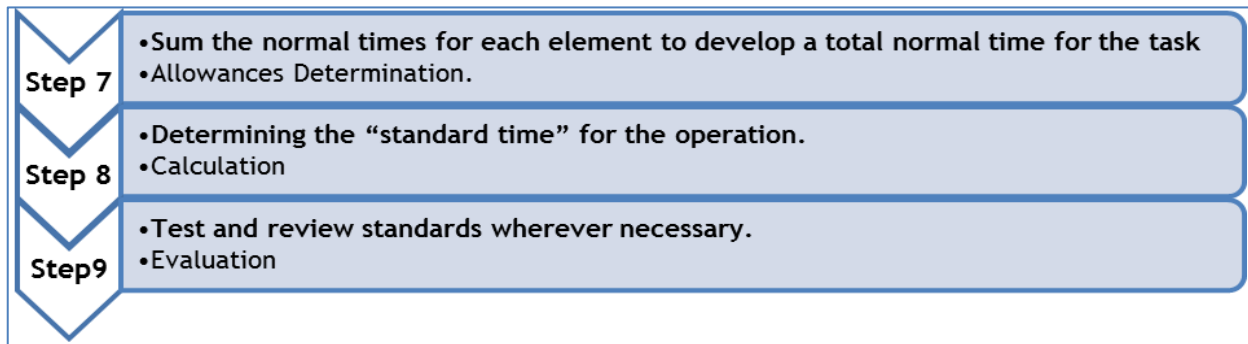 •Sum the normal times for each element to develop a total normal time for the task
Step 7
•Allowances Determination.
•Determining the “standard time” for the operation.
Step 8
•Calculation
•Test and review standards wherever necessary.
Step9
•Evaluation